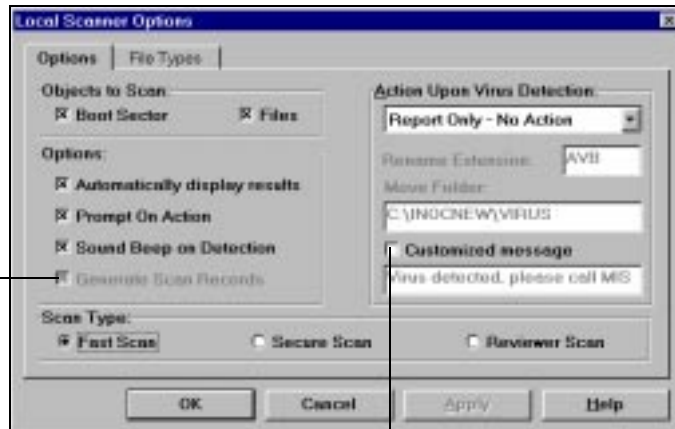 Local Scanner Options
Options
File Types
Objects to Scan:
Boot Sector
Files
Options:
Automatically display results
Prompt On Action
Sound Beep on Detection
Generate Scan Records
Action Upon Virus Detection:
Report Only - No Action
Rename Extension:
AVB
Move Folder:
C:\INOCNEW\VIRUS
Customized message
Virus detected, please call MIS
Scan Type:
Fast Scan
Secure Scan
Reviewer Scan
OK
Cancel
Apply
Help